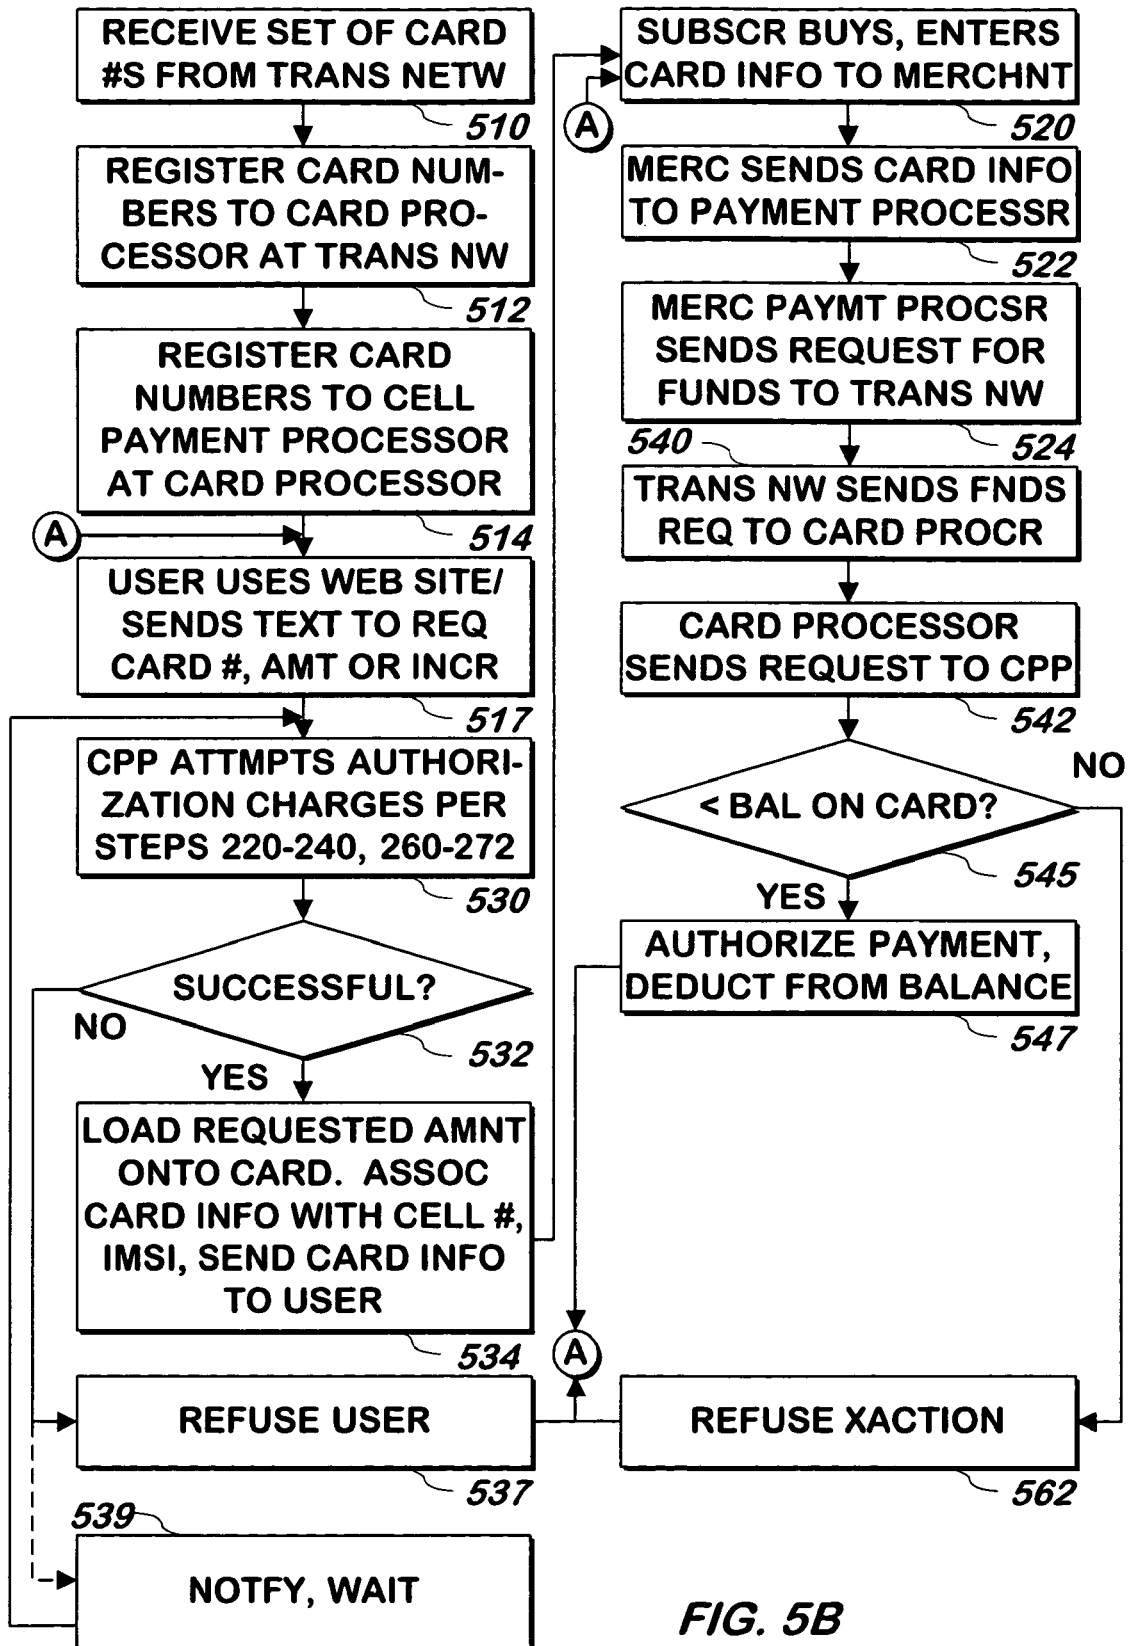 RECEIVE SET OF CARD
#S FROM TRANS NETW
510
REGISTER CARD NUM-
BERS TO CARD PRO-
CESSOR AT TRANS NW
512
REGISTER CARD
NUMBERS TO CELL
PAYMENT PROCESSOR
AT CARD PROCESSOR
514
A
USER USES WEB SITE/
SENDS TEXT TO REQ
CARD #, AMT OR INCR
517
CPP ATTMPTS AUTHORI-
ZATION CHARGES PER
STEPS 220-240, 260-272
530
SUCCESSFUL?
NO
532
YES
LOAD REQUESTED AMNT
ONTO CARD. ASSOC
CARD INFO WITH CELL #,
IMSI, SEND CARD INFO
TO USER
534
REFUSE USER
537
539
NOTFY, WAIT
SUBSCR BUYS, ENTERS
CARD INFO TO MERCHNT
A
520
MERC SENDS CARD INFO
TO PAYMENT PROCESSR
522
MERC PAYMT PROCSR
SENDS REQUEST FOR
FUNDS TO TRANS NW
524
540
TRANS NW SENDS FNDS
REQ TO CARD PROCR
CARD PROCESSOR
SENDS REQUEST TO CPP
542
NO
< BAL ON CARD?
545
YES
AUTHORIZE PAYMENT,
DEDUCT FROM BALANCE
547
A
REFUSE XACTION
562
FIG. 5B